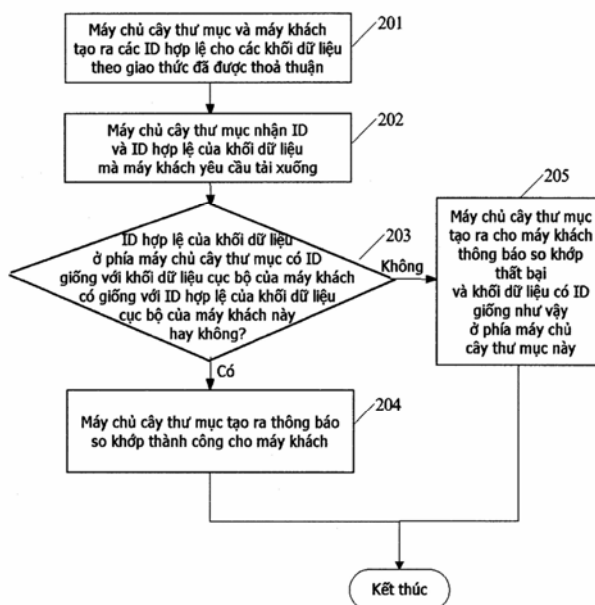 201
Máy chủ cây thư mục và máy khách
tạo ra các ID hợp lệ cho các khối dữ liệu
theo giao thức đã được thoả thuận
202
Máy chủ cây thư mục nhận ID
và ID hợp lệ của khối dữ liệu
mà máy khách yêu cầu tải xuống
203
ID hợp lệ của khối dữ liệu
ở phía máy chủ cây thư mục có ID
giống với khối dữ liệu cục bộ của máy khách
có giống với ID hợp lệ của khối dữ liệu
cục bộ của máy khách này
hay không?
Không
205
Máy chủ cây thư mục
tạo ra cho máy khách
thông báo so khớp
thất bại
và khối dữ liệu có ID
giống như vậy
ở phía máy chủ
cây thư mục này
Có
204
Máy chủ cây thư mục tạo ra thông báo
so khớp thành công cho máy khách
Kết thúc